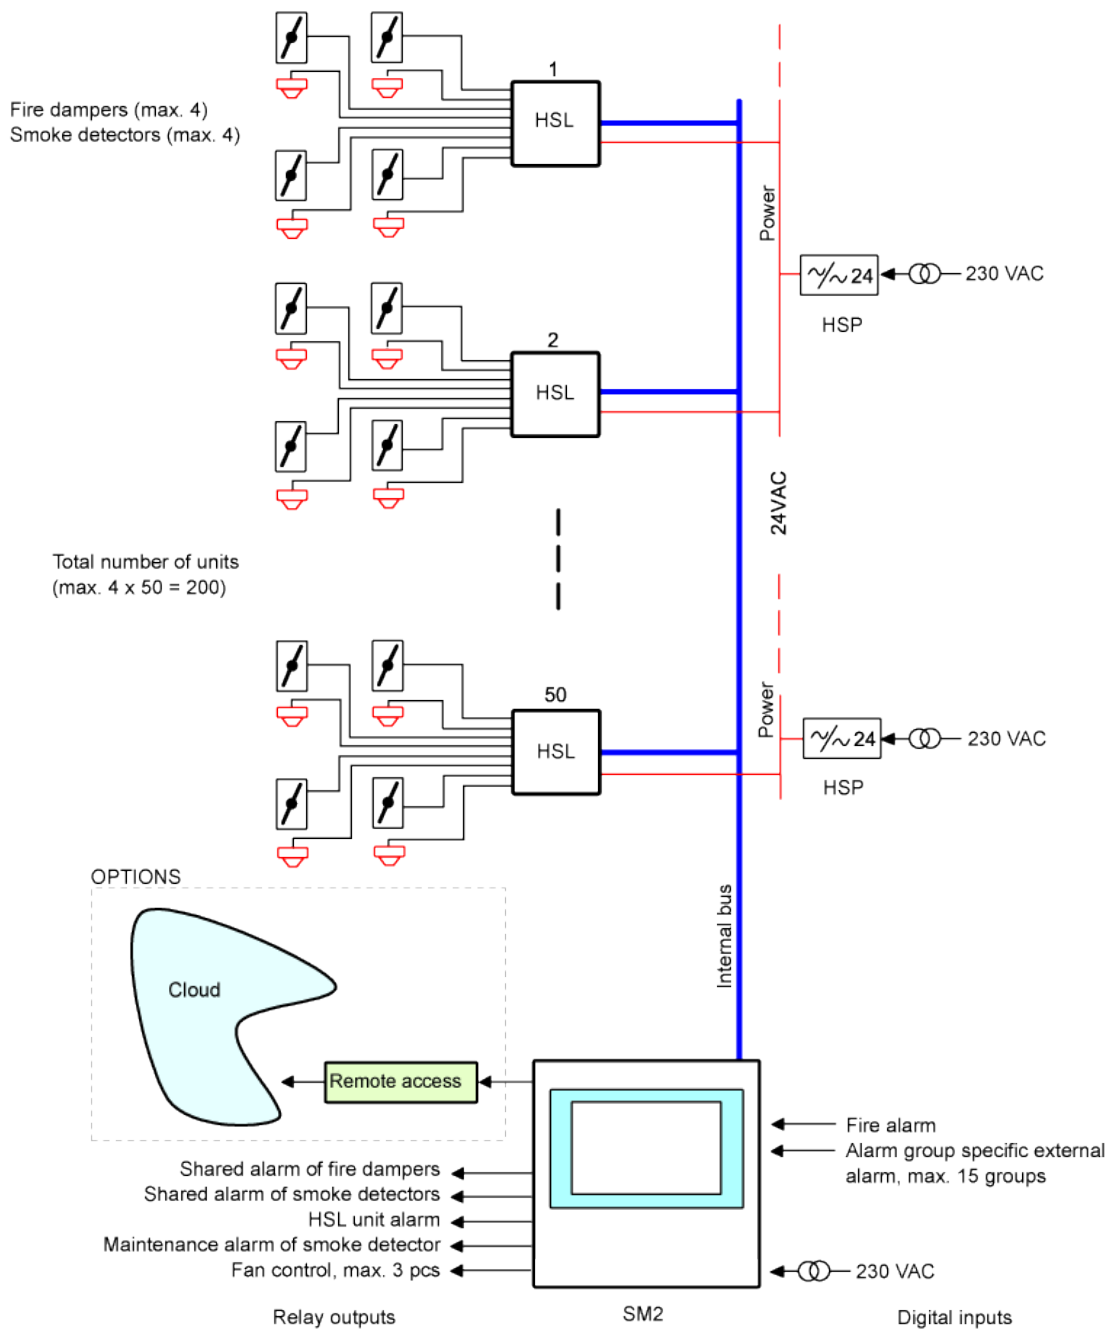 1
HSL
Fire dampers (max. 4)
Smoke detectors (max. 4)
Power
~/~ 24
230 VAC
HSP
2
HSL
24VAC
Total number of units
(max. 4 x 50 = 200)
50
HSL
Power
~/~ 24
230 VAC
HSP
OPTIONS
Cloud
Internal bus
Remote access
Fire alarm
Alarm group specific external
alarm, max. 15 groups
Shared alarm of fire dampers
Shared alarm of smoke detectors
HSL unit alarm
Maintenance alarm of smoke detector
Fan control, max. 3 pcs
230 VAC
Relay outputs
SM2
Digital inputs